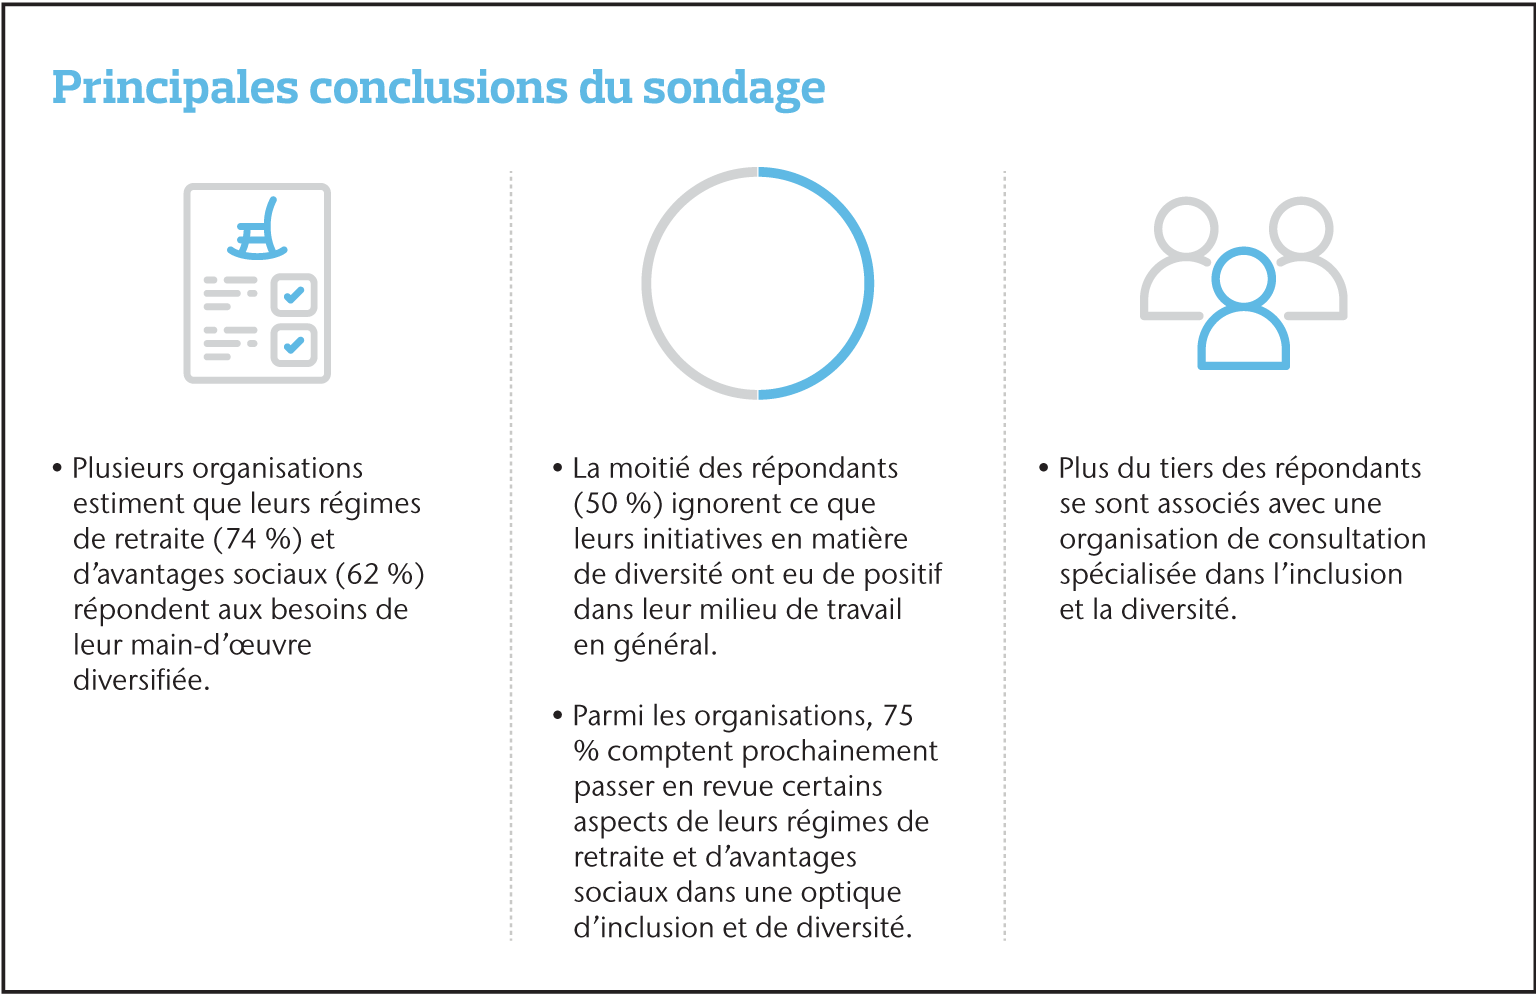 Principales conclusions du sondage
• Plusieurs organisations
estiment que leurs régimes
de retraite (74 %) et
d’avantages sociaux (62 %)
répondent aux besoins de
leur main-d’œuvre
diversifiée.
• La moitié des répondants
(50 %) ignorent ce que
leurs initiatives en matière
de diversité ont eu de positif
dans leur milieu de travail
en général.
• Parmi les organisations, 75
% comptent prochainement
passer en revue certains
aspects de leurs régimes de
retraite et d’avantages
sociaux dans une optique
d’inclusion et de diversité.
• Plus du tiers des répondants
se sont associés avec une
organisation de consultation
spécialisée dans l’inclusion
et la diversité.